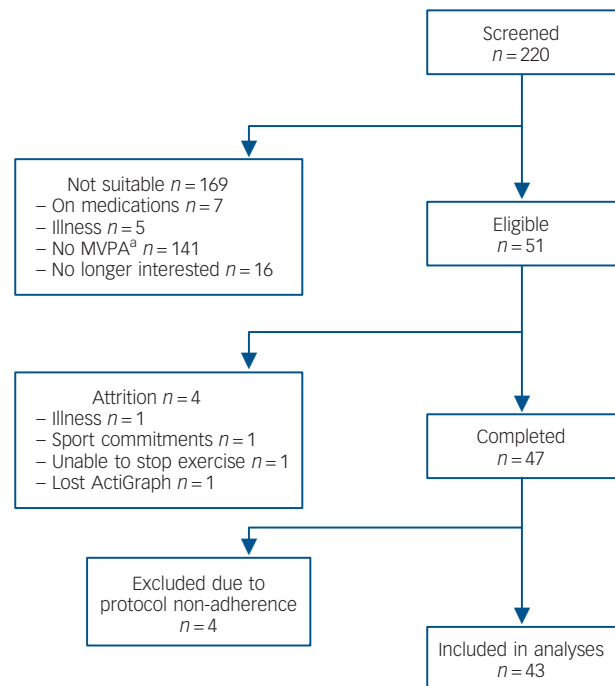 Screened
n = 220
Not suitable n = 169
– On medications n = 7
– Illness n = 5
– No MVPAᵃ n = 141
– No longer interested n = 16
Eligible
n = 51
Attrition n = 4
– Illness n = 1
– Sport commitments n = 1
– Unable to stop exercise n = 1
– Lost ActiGraph n = 1
Completed
n = 47
Excluded due to
protocol non-adherence
n = 4
Included in analyses
n = 43